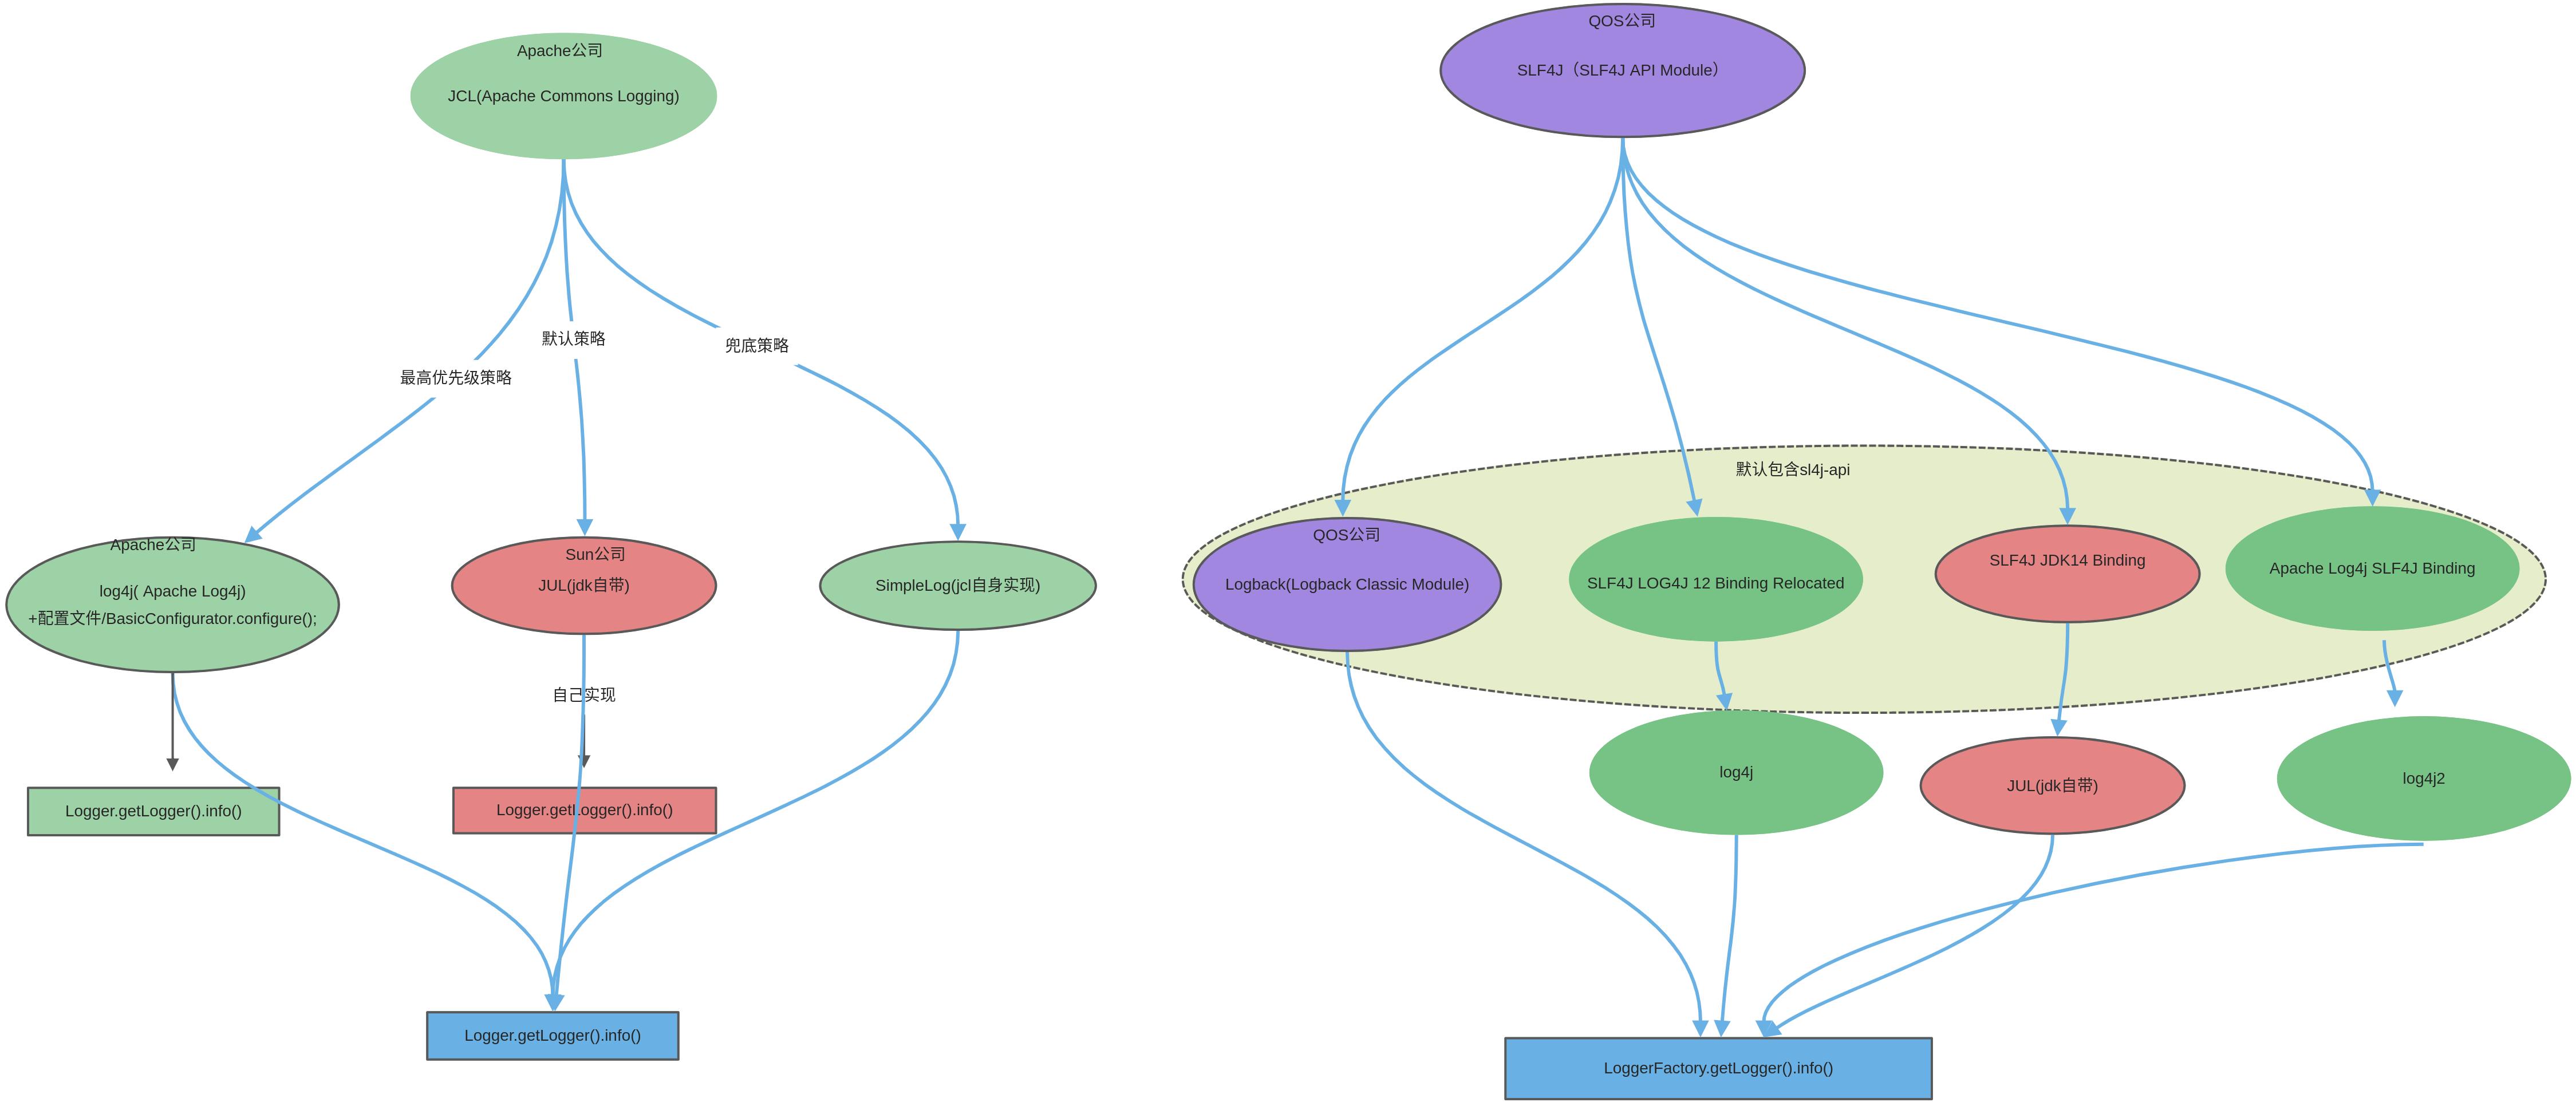 Apache公司
JCL(Apache Commons Logging)
最高优先级策略
默认策略
兜底策略
Apache公司
log4j( Apache Log4j)
+配置文件/BasicConfigurator.configure();
Sun公司
JUL(jdk自带)
SimpleLog(jcl自身实现)
自己实现
Logger.getLogger().info()
Logger.getLogger().info()
Logger.getLogger().info()
QOS公司
SLF4J（SLF4J API Module）
默认包含sl4j-api
QOS公司
Logback(Logback Classic Module)
SLF4J LOG4J 12 Binding Relocated
SLF4J JDK14 Binding
Apache Log4j SLF4J Binding
log4j
JUL(jdk自带)
log4j2
LoggerFactory.getLogger().info()